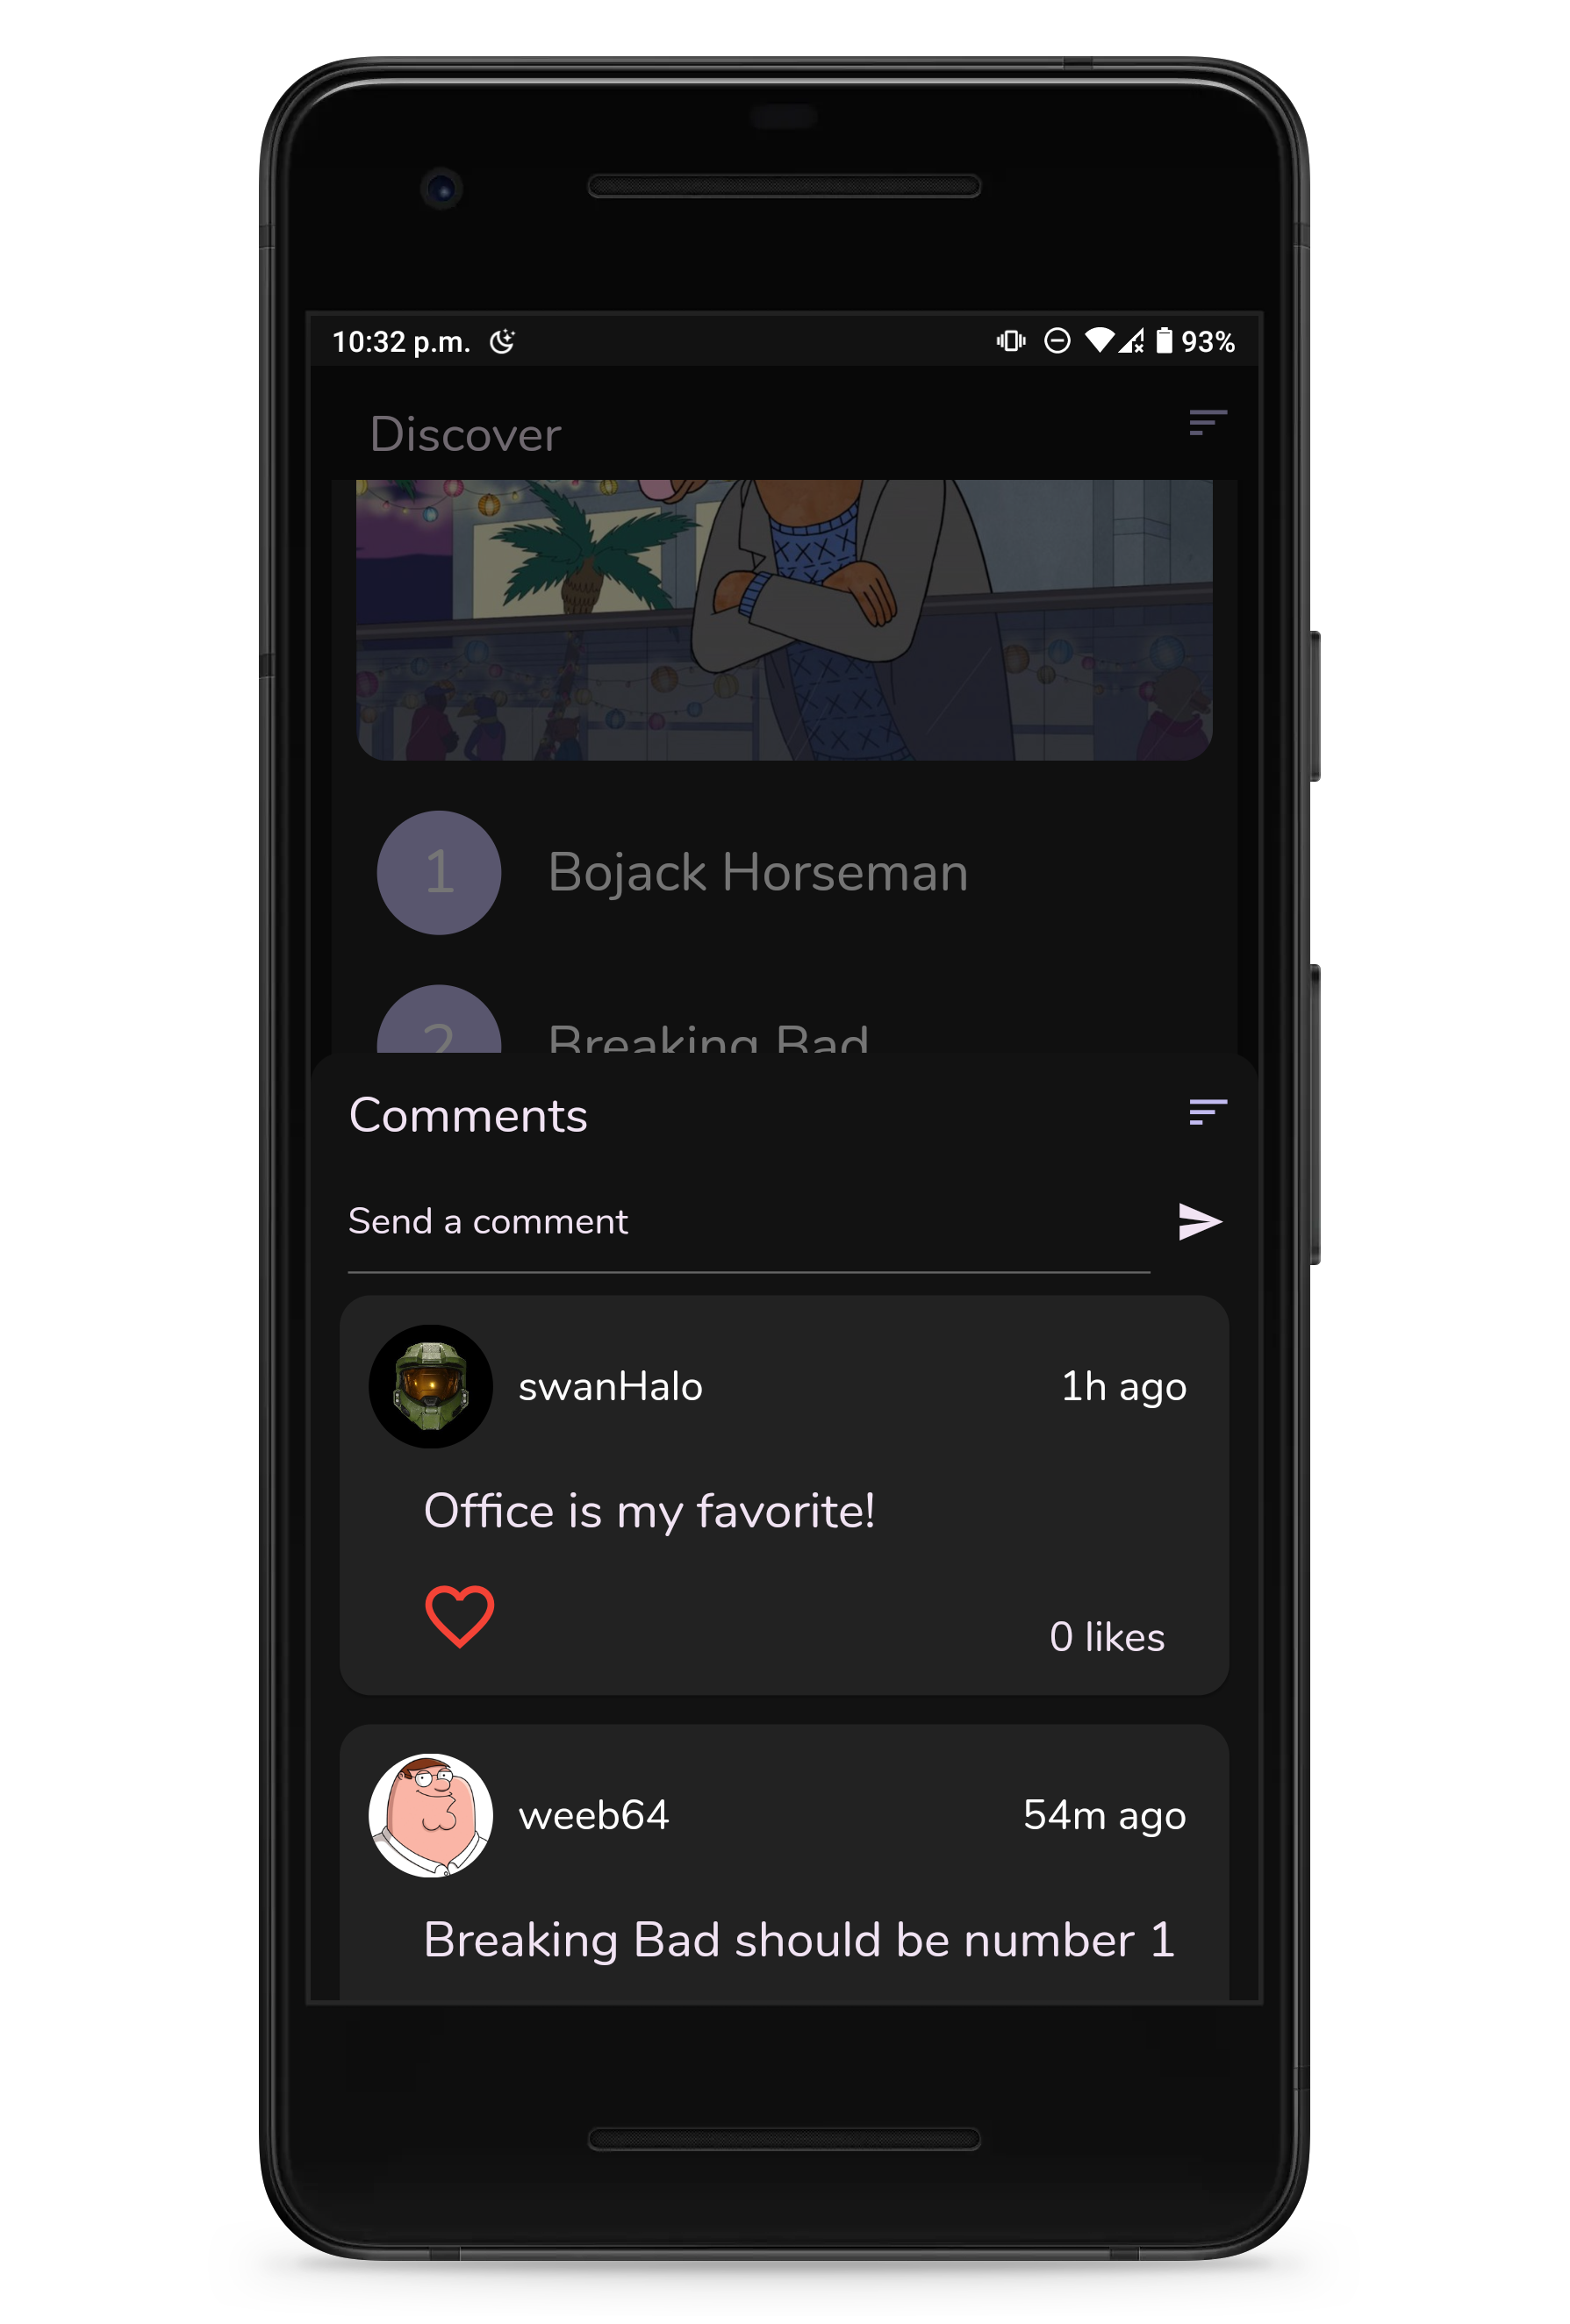 10:32 p.m. 93%
Discover
1 Bojack Horseman
2 Breaking Bad
Comments
Send a comment
swanHalo 1h ago
Office is my favorite!
0 likes
weeb64 54m ago
Breaking Bad should be number 1